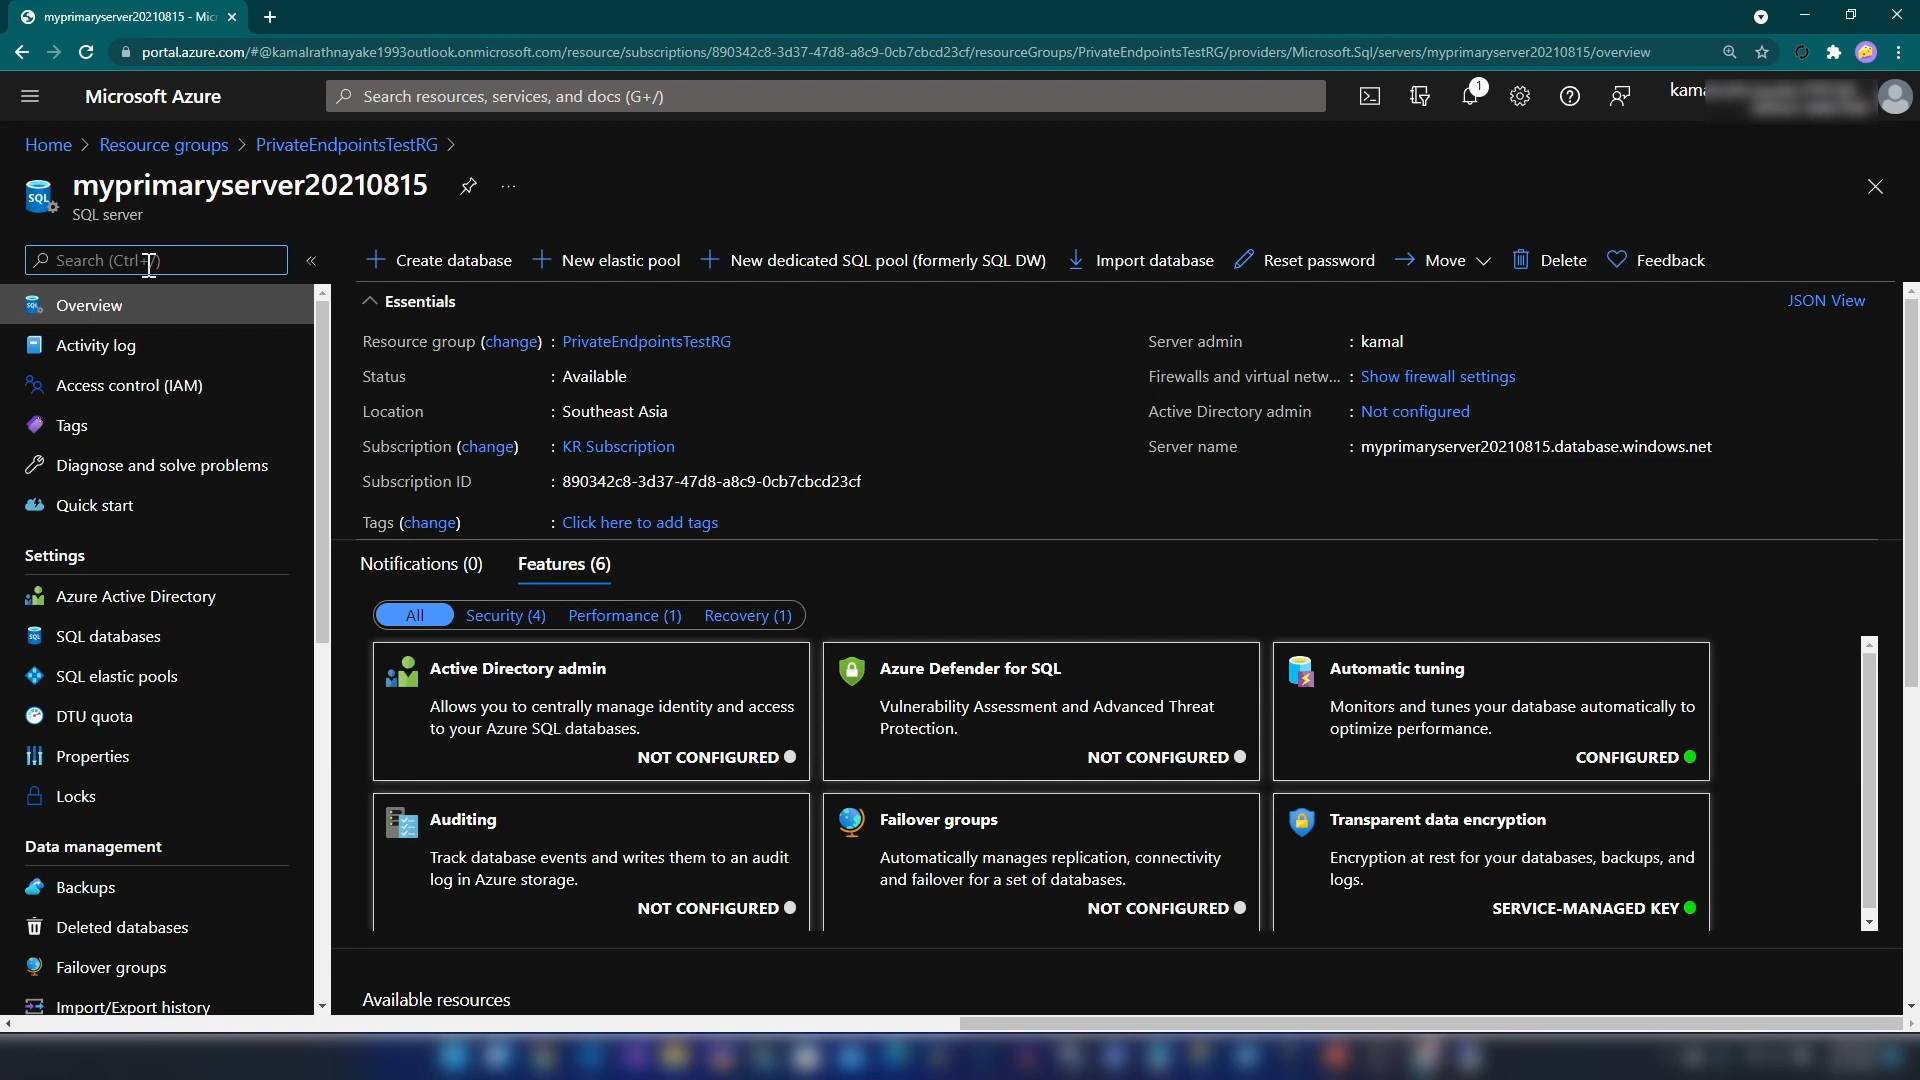 myprimaryserver20210815 - Mic
portal.azure.com/#@kamalrathnayake1993outlook.onmicrosoft.com/resource/subscriptions/890342c8-3d37-47d8-a8c9-0cb7cbcd23cf/resourceGroups/PrivateEndpointsTestRG/providers/Microsoft.Sql/servers/myprimaryserver20210815/overview
Microsoft Azure
Search resources, services, and docs (G+/)
1
kama
Home > Resource groups > PrivateEndpointsTestRG >
SQL
myprimaryserver20210815
SQL server
Search (Ctrl+/)
«
Create database
New elastic pool
New dedicated SQL pool (formerly SQL DW)
Import database
Reset password
Move
Delete
Feedback
Overview
Activity log
Access control (IAM)
Tags
Diagnose and solve problems
Quick start
Settings
Azure Active Directory
SQL databases
SQL elastic pools
DTU quota
Properties
Locks
Data management
Backups
Deleted databases
Failover groups
Import/Export history
Essentials
JSON View
Resource group (change) : PrivateEndpointsTestRG
Status : Available
Location : Southeast Asia
Subscription (change) : KR Subscription
Subscription ID : 890342c8-3d37-47d8-a8c9-0cb7cbcd23cf
Tags (change) : Click here to add tags
Server admin : kamal
Firewalls and virtual netw... : Show firewall settings
Active Directory admin : Not configured
Server name : myprimaryserver20210815.database.windows.net
Notifications (0) Features (6)
All Security (4) Performance (1) Recovery (1)
Active Directory admin
Allows you to centrally manage identity and access
to your Azure SQL databases.
NOT CONFIGURED
Azure Defender for SQL
Vulnerability Assessment and Advanced Threat
Protection.
NOT CONFIGURED
Automatic tuning
Monitors and tunes your database automatically to
optimize performance.
CONFIGURED
Auditing
Track database events and writes them to an audit
log in Azure storage.
NOT CONFIGURED
Failover groups
Automatically manages replication, connectivity
and failover for a set of databases.
NOT CONFIGURED
Transparent data encryption
Encryption at rest for your databases, backups, and
logs.
SERVICE-MANAGED KEY
Available resources